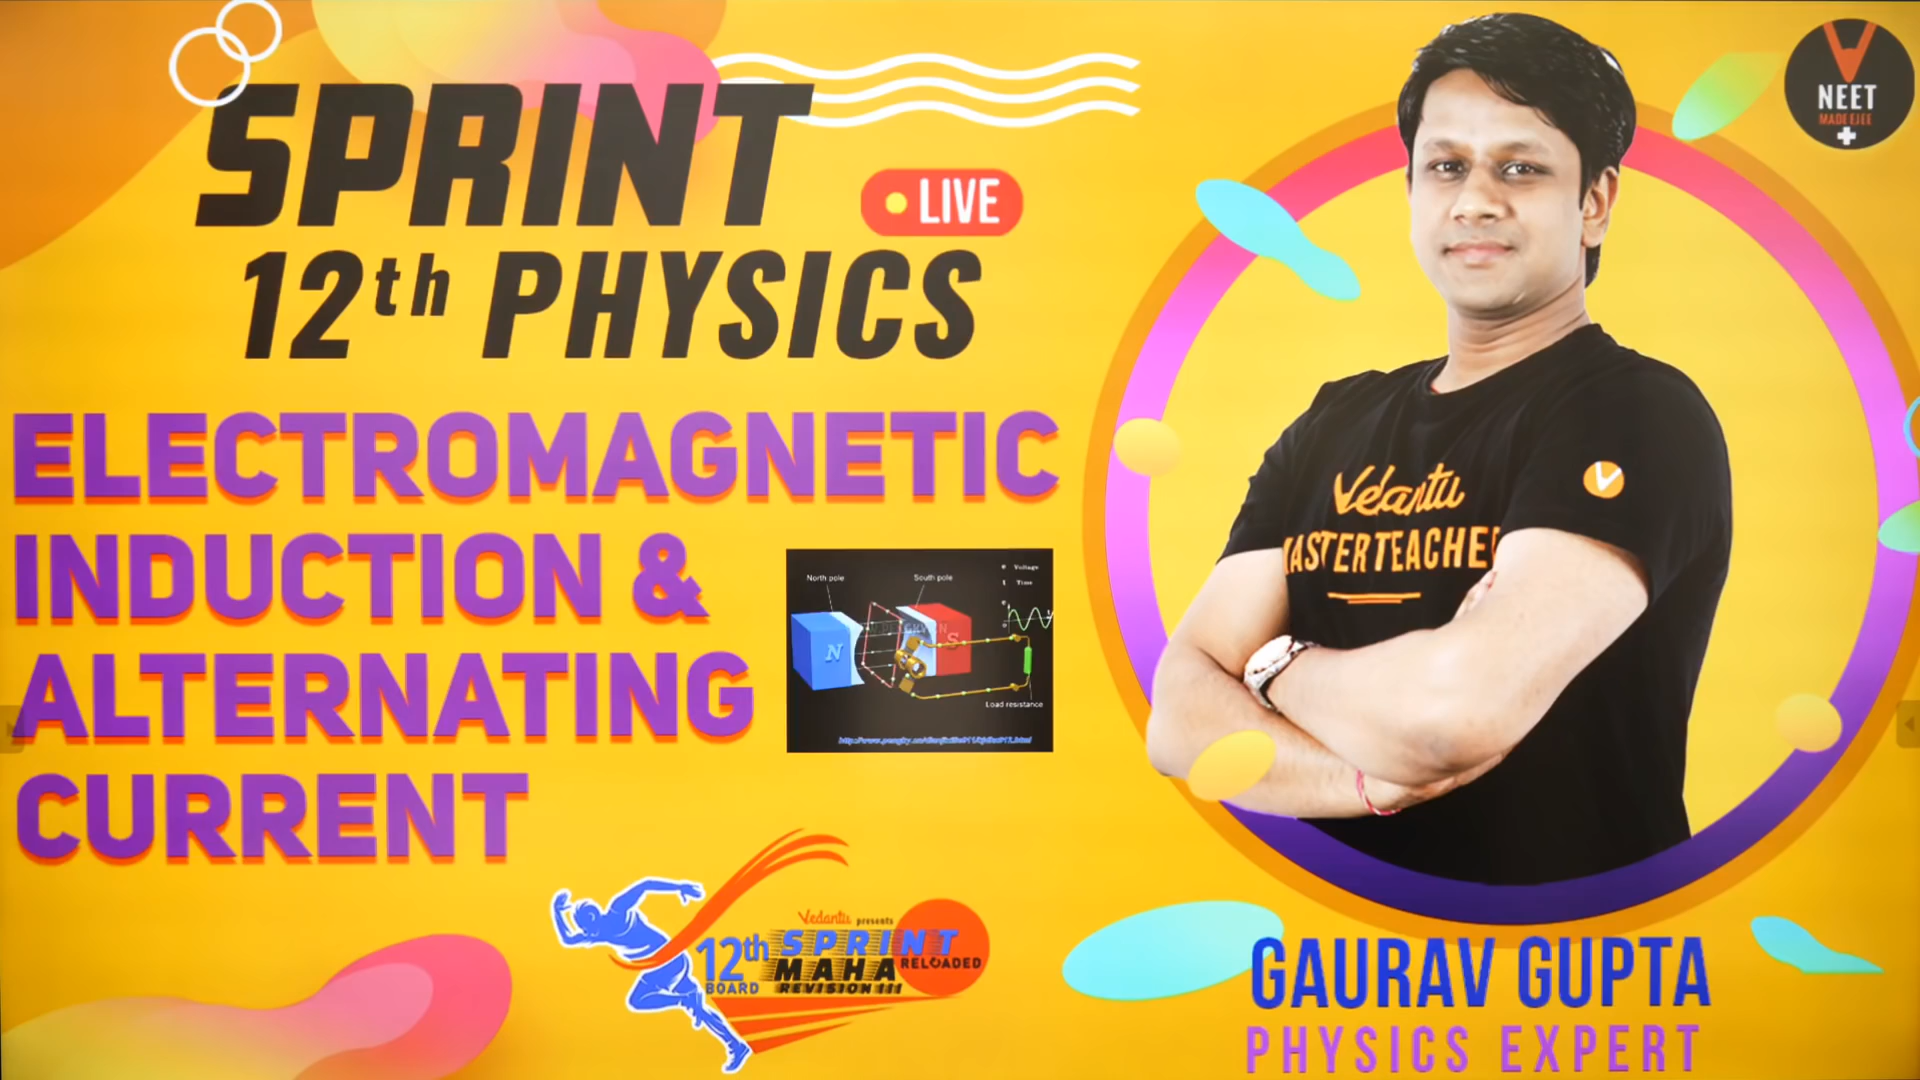 SPRINT
LIVE
12th PHYSICS
ELECTROMAGNETIC
INDUCTION &
ALTERNATING
CURRENT
North pole
South pole
e Voltage
t Time
N
S
Load resistance
Vedantu presents
12th SPRINT
MAHA RELOADED
BOARD REVISION III
NEET
MADE EJEE
Vedantu
MASTERTEACHER
GAURAV GUPTA
PHYSICS EXPERT